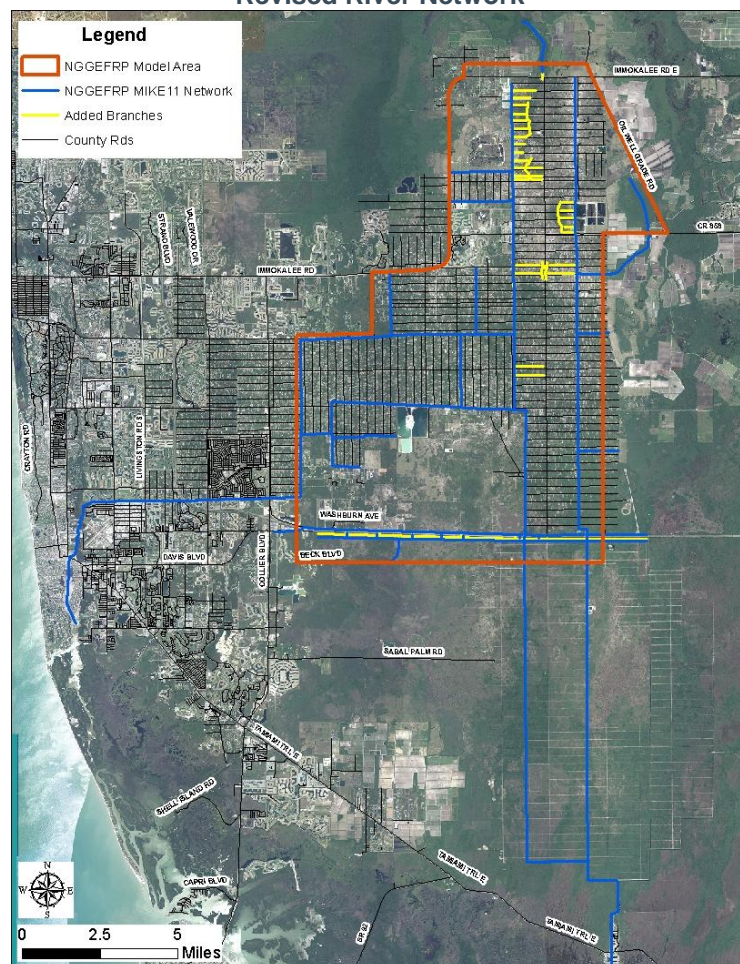 Revised River Network
Legend
NGGEFRP Model Area
NGGEFRP MIKE11 Network
Added Branches
County Rds
IMMOKALEE RD E
OIL WELL GRADE RD
CR 858
STRAND BLVD
VALEWOOD DR
IMMOKALEE RD
CRAYTON RD
LIVINGSTON RD S
WASHBURN AVE
DAVIS BLVD
COLLIER BLVD
BECK BLVD
SABAL PALM RD
TAMIAMI TRL E
SHELL ISLAND RD
CAPRI BLVD
TAMIAMI TRL E
TAMIAMI TRL E
SR 92
N
W E
S
0 2.5 5
Miles